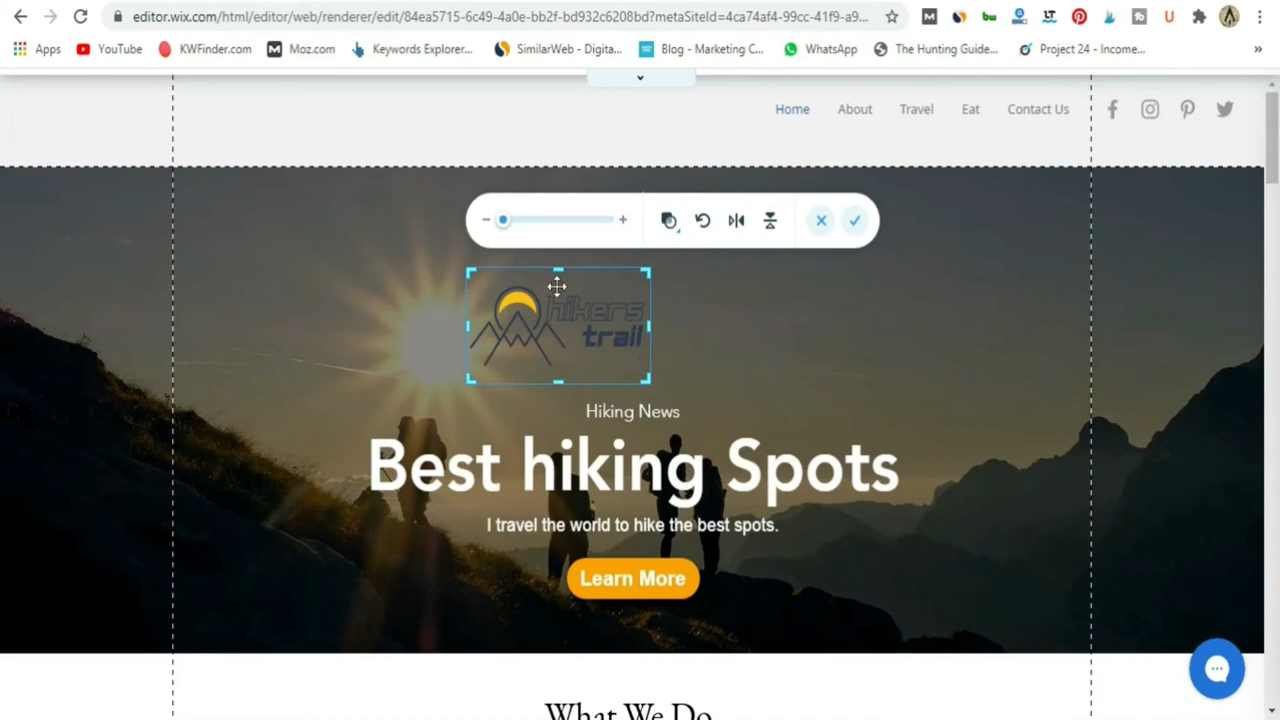 editor.wix.com/html/editor/web/renderer/edit/84ea5715-6c49-4a0e-bb2f-bd932c6208bd?metaSiteId=4ca74af4-99cc-41f9-a9...
Apps YouTube KWFinder.com Moz.com Keywords Explorer... SimilarWeb - Digita... Blog - Marketing C... WhatsApp The Hunting Guide... Project 24 - Income... »
Home About Travel Eat Contact Us
hikers
trail
Hiking News
Best hiking Spots
I travel the world to hike the best spots.
Learn More
What We Do